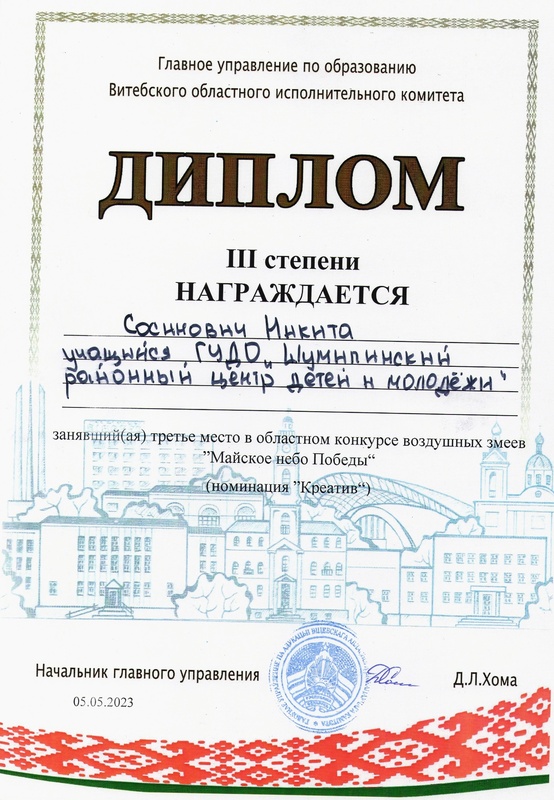 Главное управление по образованию
Витебского областного исполнительного комитета
ДИПЛОМ
III степени
НАГРАЖДАЕТСЯ
Сосинович Никита
учащийся ГУДО „Шумилинский
районный центр детей и молодёжи"
занявший(ая) третье место в областном конкурсе воздушных змеев
”Майское небо Победы“
(номинация ”Креатив“)
Начальник главного управления
Д.Л.Хома
05.05.2023